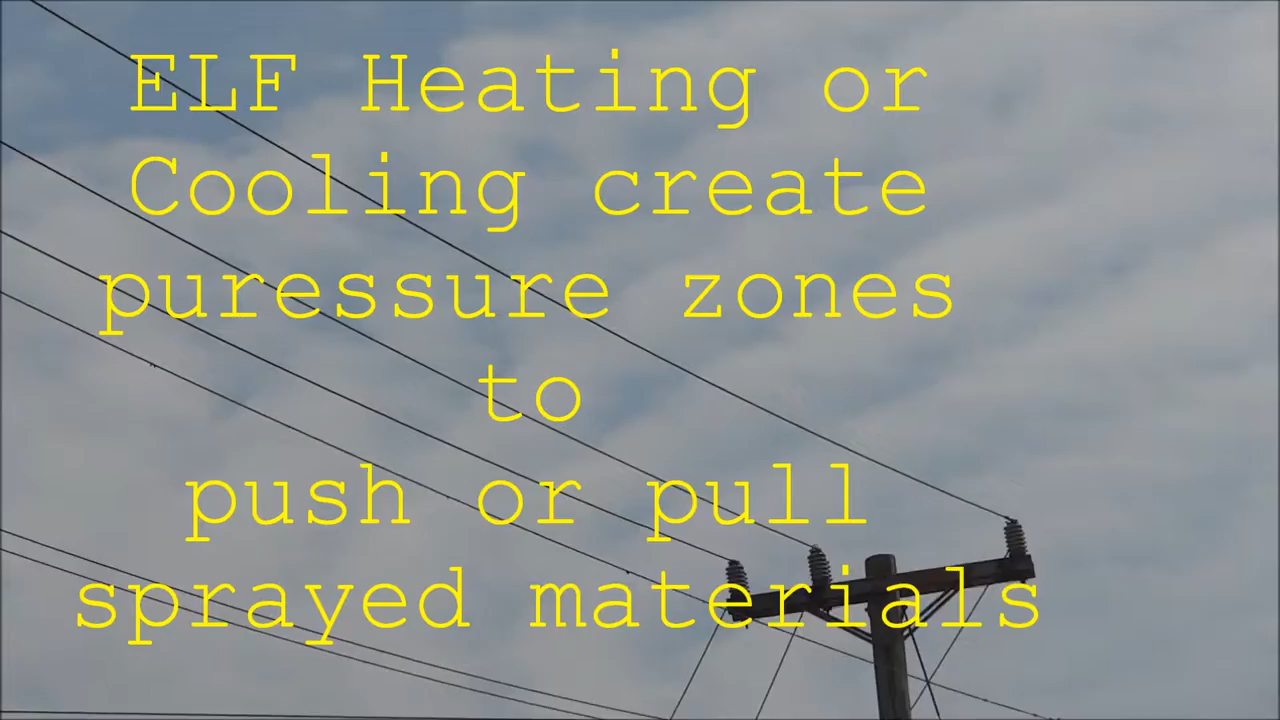 ELF Heating or
Cooling create
puressure zones
to
push or pull
sprayed materials